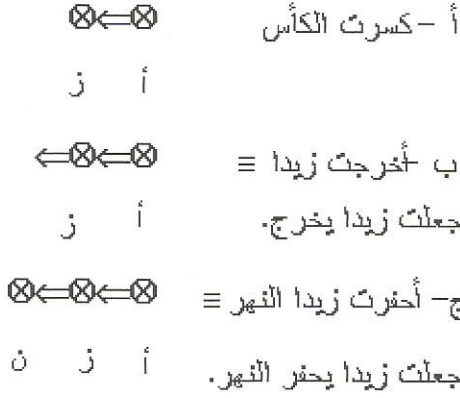 أ – كسرت الكأس ⊗⇐⊗
أ ز
ب – أخرجت زيدا ≡ ⊗⇐⊗⇐
جعلت زيدا يخرج. أ ز
ج – أحفرت زيدا النهر ≡ ⊗⇐⊗⇐⊗
جعلت زيدا يحفر النهر. أ ز ن